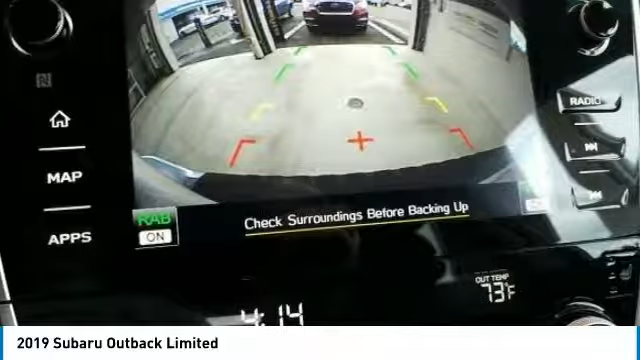 RADIO
MAP
APPS
RAB
ON
Check Surroundings Before Backing Up
OUT TEMP
73°F
4:14
2019 Subaru Outback Limited